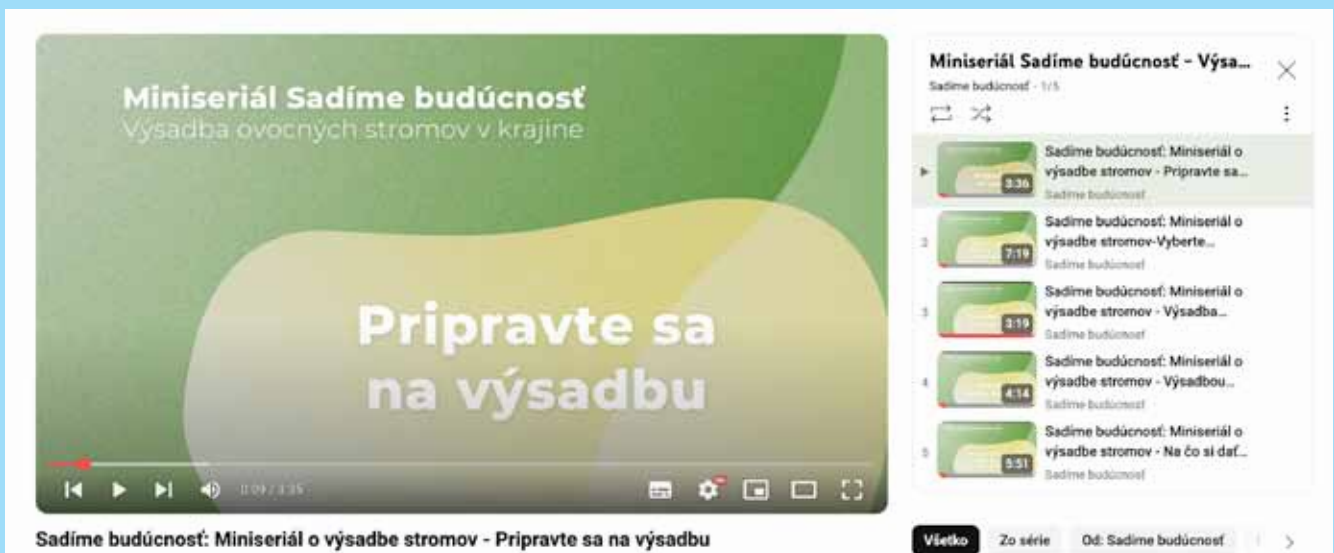 Miniseriál Sadíme budúcnosť
Výsadba ovocných stromov v krajine
Pripravte sa
na výsadbu
0:09 / 3:35
Sadíme budúcnosť: Miniseriál o výsadbe stromov - Pripravte sa na výsadbu
Miniseriál Sadíme budúcnosť - Výsa...
Sadíme budúcnosť - 1/5
Sadíme budúcnosť: Miniseriál o
výsadbe stromov - Pripravte sa...
3:36
Sadíme budúcnosť
2
Sadíme budúcnosť: Miniseriál o
výsadbe stromov-Vyberte...
7:19
Sadíme budúcnosť
3
Sadíme budúcnosť: Miniseriál o
výsadbe stromov - Výsadba...
3:19
Sadíme budúcnosť
4
Sadíme budúcnosť: Miniseriál o
výsadbe stromov - Výsadbou...
4:14
Sadíme budúcnosť
5
Sadíme budúcnosť: Miniseriál o
výsadbe stromov - Na čo si dať...
5:51
Sadíme budúcnosť
Všetko
Zo série
Od: Sadíme budúcnosť